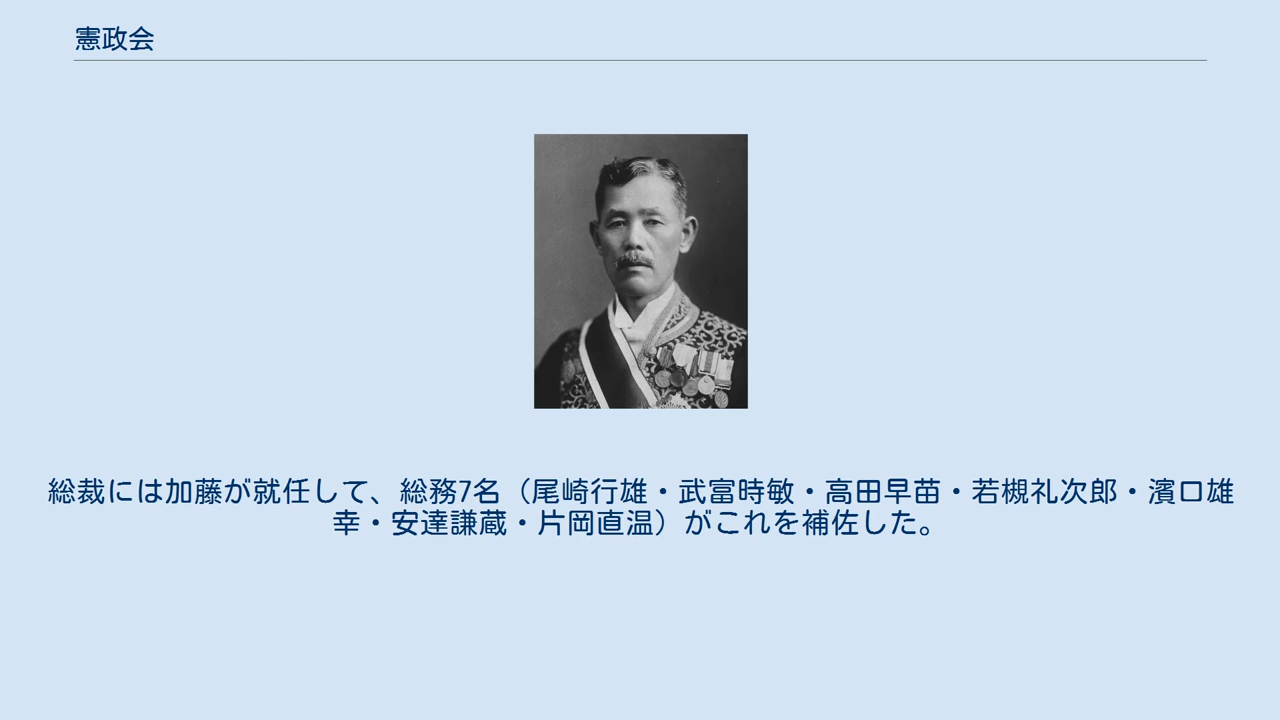 憲政会
総裁には加藤が就任して、総務7名（尾崎行雄・武富時敏・高田早苗・若槻礼次郎・濱口雄
幸・安達謙蔵・片岡直温）がこれを補佐した。